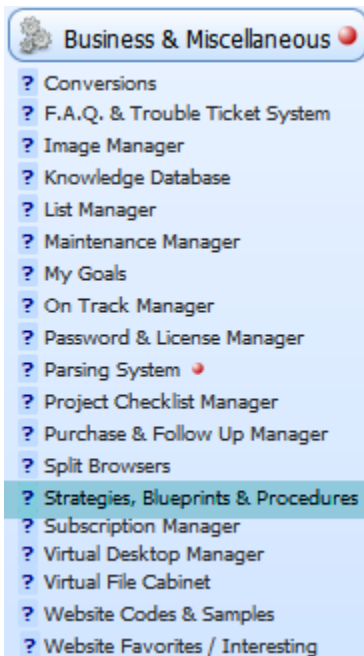 Business & Miscellaneous
? Conversions
? F.A.Q. & Trouble Ticket System
? Image Manager
? Knowledge Database
? List Manager
? Maintenance Manager
? My Goals
? On Track Manager
? Password & License Manager
? Parsing System
? Project Checklist Manager
? Purchase & Follow Up Manager
? Split Browsers
? Strategies, Blueprints & Procedures
? Subscription Manager
? Virtual Desktop Manager
? Virtual File Cabinet
? Website Codes & Samples
? Website Favorites / Interesting